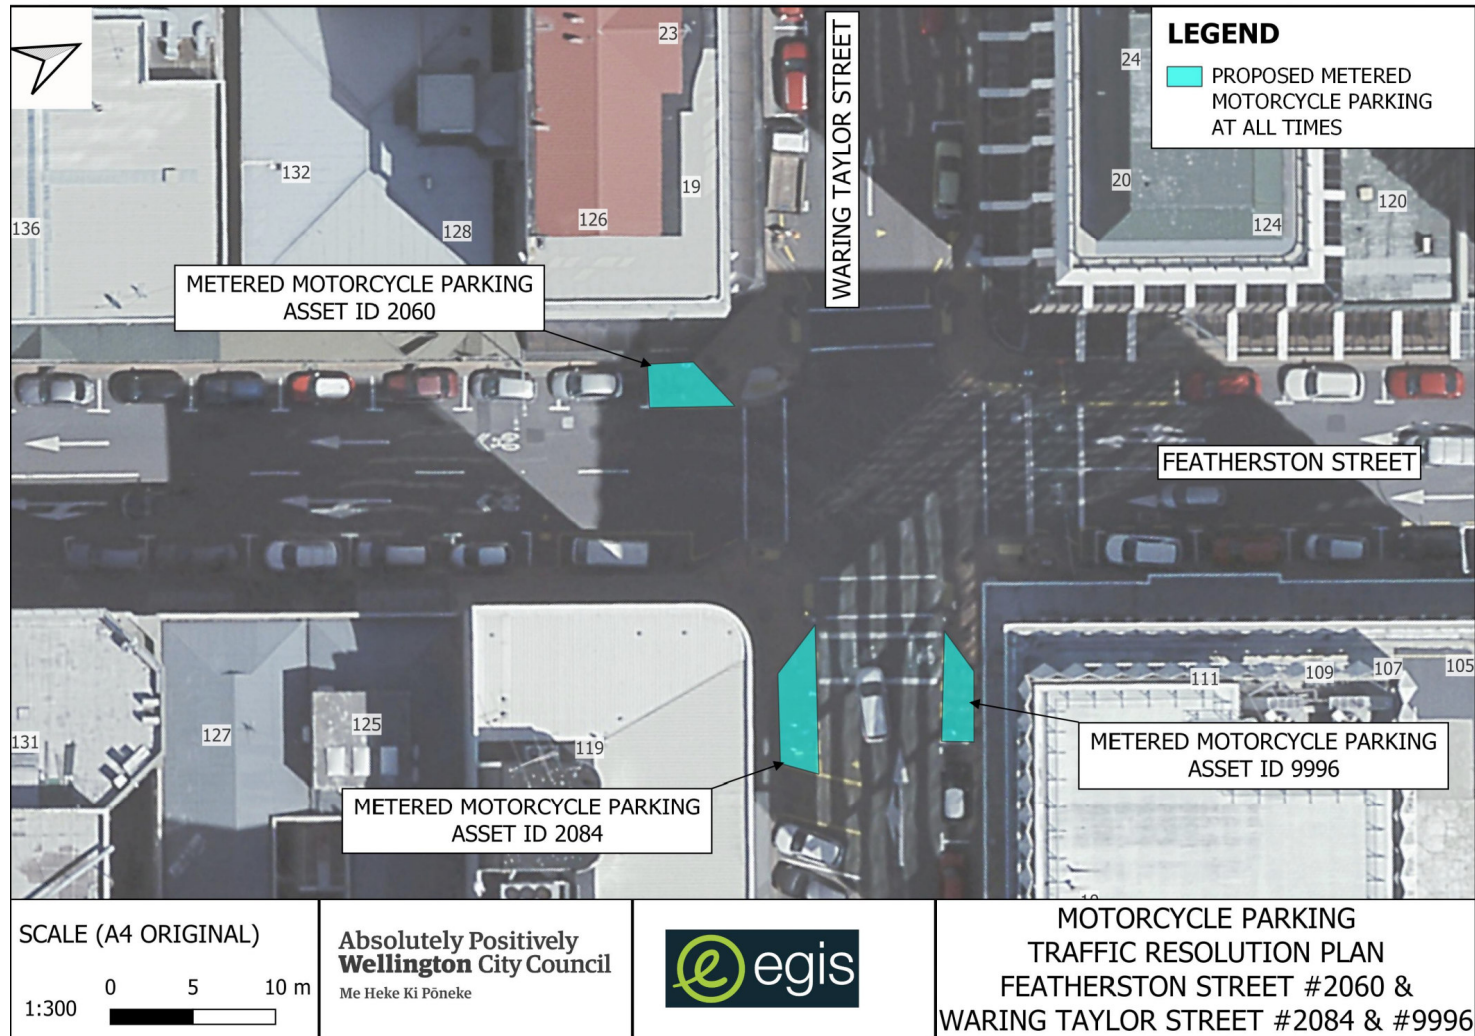 LEGEND
PROPOSED METERED
MOTORCYCLE PARKING
AT ALL TIMES
WARING TAYLOR STREET
23
24
132
19
20
136
128
126
124
120
METERED MOTORCYCLE PARKING
ASSET ID 2060
FEATHERSTON STREET
111
109
107
105
131
127
125
119
METERED MOTORCYCLE PARKING
ASSET ID 9996
METERED MOTORCYCLE PARKING
ASSET ID 2084
SCALE (A4 ORIGINAL)
1:300
0 5 10 m
Absolutely Positively
Wellington City Council
Me Heke Ki Pōneke
e egis
MOTORCYCLE PARKING
TRAFFIC RESOLUTION PLAN
FEATHERSTON STREET #2060 &
WARING TAYLOR STREET #2084 & #9996